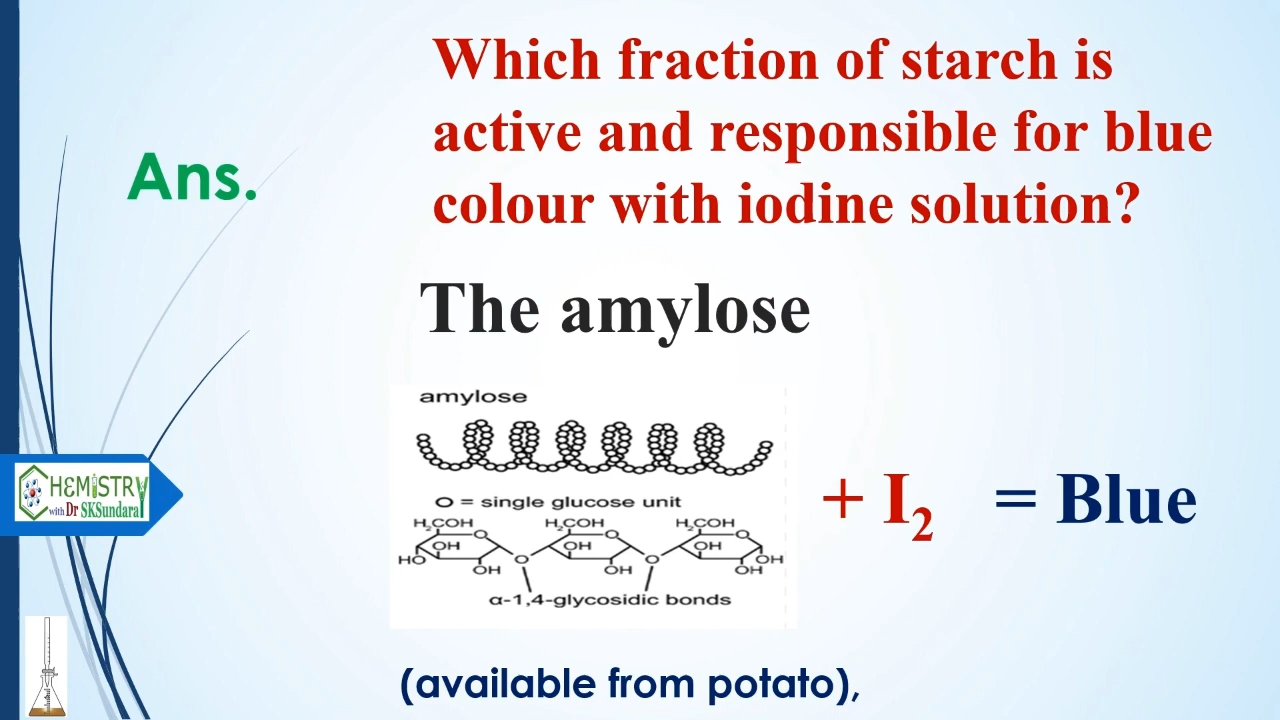 Which fraction of starch is
active and responsible for blue
colour with iodine solution?
Ans.
The amylose
amylose
O = single glucose unit
H₂COH H₂COH H₂COH
OH OH OH
HO O O O O O OH
OH OH OH
α-1,4-glycosidic bonds
+ I₂ = Blue
CHEMISTRY
with Dr SKSundaral
(available from potato),